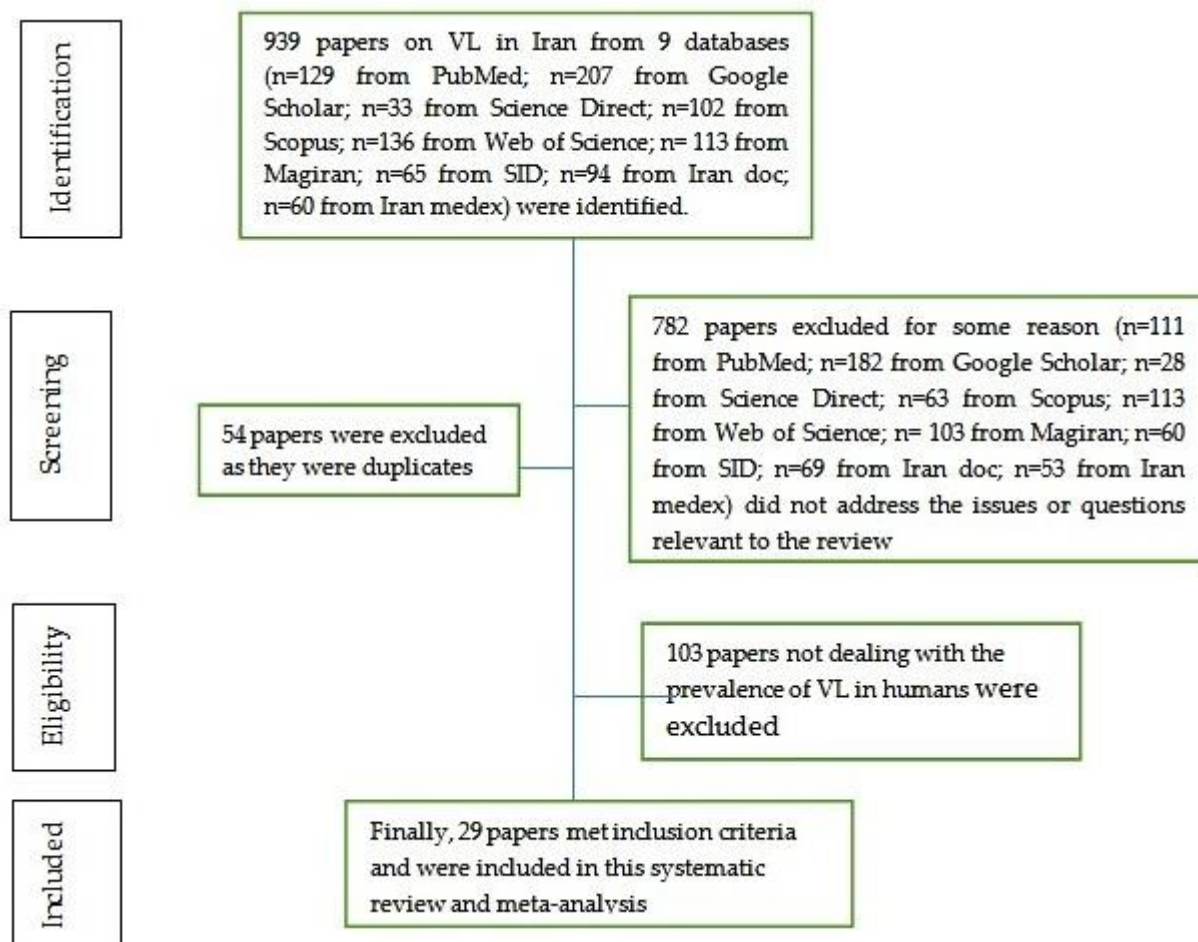 Identification
939 papers on VL in Iran from 9 databases
(n=129 from PubMed; n=207 from Google
Scholar; n=33 from Science Direct; n=102 from
Scopus; n=136 from Web of Science; n= 113 from
Magiran; n=65 from SID; n=94 from Iran doc;
n=60 from Iran medex) were identified.
Screening
782 papers excluded for some reason (n=111
from PubMed; n=182 from Google Scholar; n=28
from Science Direct; n=63 from Scopus; n=113
from Web of Science; n= 103 from Magiran; n=60
from SID; n=69 from Iran doc; n=53 from Iran
medex) did not address the issues or questions
relevant to the review
54 papers were excluded
as they were duplicates
Eligibility
103 papers not dealing with the
prevalence of VL in humans were
excluded
Included
Finally, 29 papers met inclusion criteria
and were included in this systematic
review and meta-analysis